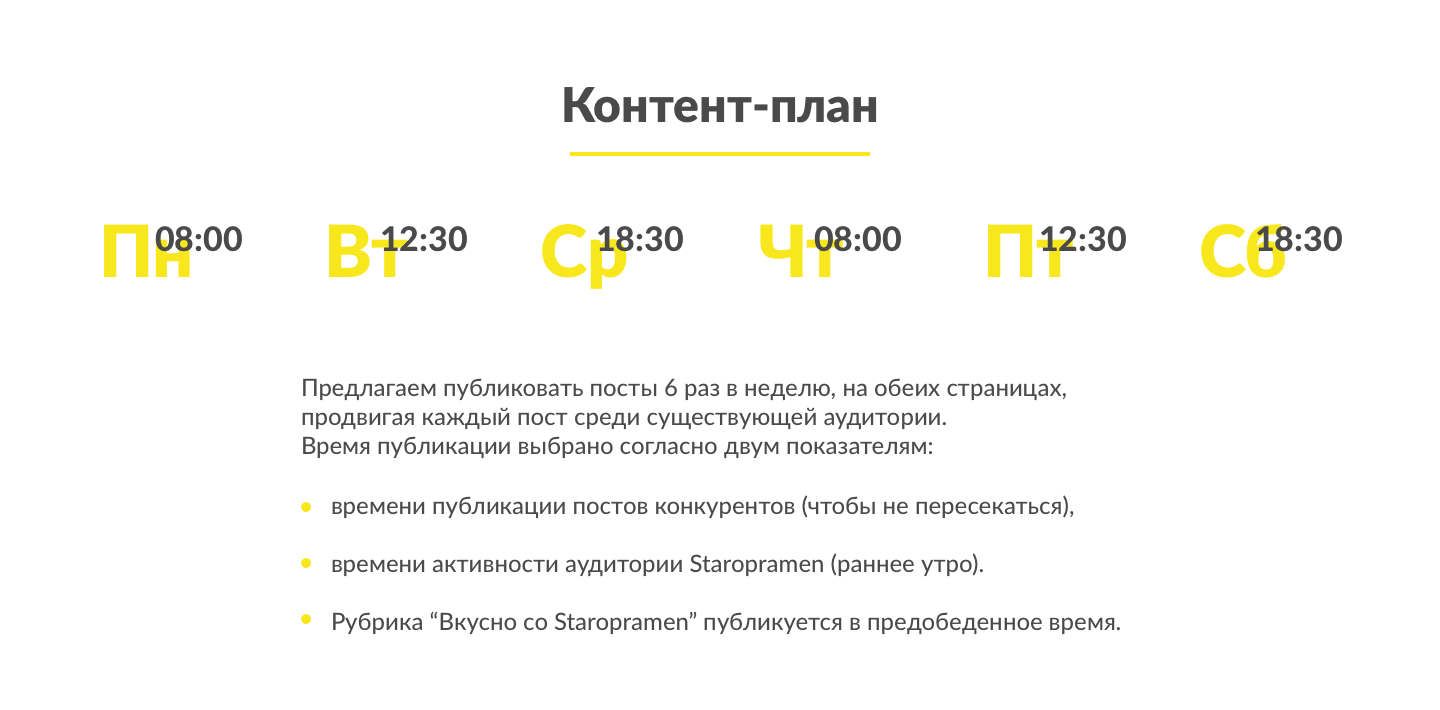 Контент-план
Пн 08:00 Вт 12:30 Ср 18:30 Чт 08:00 Пт 12:30 Сб 18:30
Предлагаем публиковать посты 6 раз в неделю, на обеих страницах,
продвигая каждый пост среди существующей аудитории.
Время публикации выбрано согласно двум показателям:
времени публикации постов конкурентов (чтобы не пересекаться),
времени активности аудитории Staropramen (раннее утро).
Рубрика “Вкусно со Staropramen” публикуется в предобеденное время.